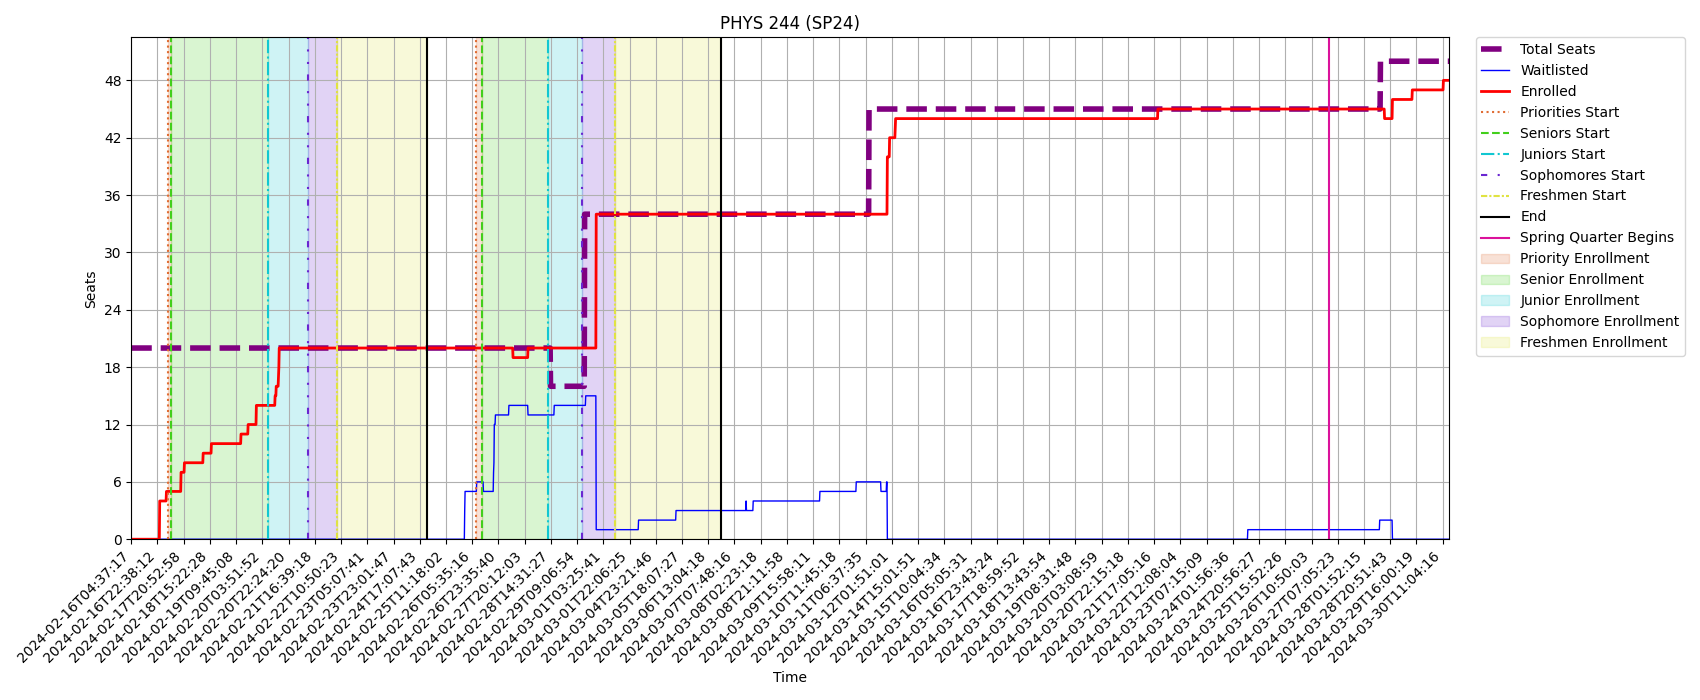 PHYS 244 (SP24)
Seats
48
42
36
30
24
18
12
6
0
2024-02-16T04:37:17
2024-02-16T22:38:12
2024-02-17T20:52:58
2024-02-18T15:22:28
2024-02-19T09:45:08
2024-02-20T03:51:52
2024-02-20T22:24:20
2024-02-21T16:39:18
2024-02-22T10:50:23
2024-02-23T05:07:41
2024-02-23T23:01:47
2024-02-24T17:07:43
2024-02-25T11:18:02
2024-02-26T05:35:16
2024-02-26T23:35:40
2024-02-27T20:12:03
2024-02-28T14:31:27
2024-02-29T09:06:54
2024-03-01T03:25:41
2024-03-01T22:06:25
2024-03-04T23:21:46
2024-03-05T18:07:27
2024-03-06T13:04:18
2024-03-07T07:48:16
2024-03-08T02:23:18
2024-03-08T21:11:58
2024-03-09T15:58:11
2024-03-10T11:45:18
2024-03-11T06:37:35
2024-03-12T01:51:01
2024-03-14T15:01:51
2024-03-15T10:04:34
2024-03-16T05:05:31
2024-03-16T23:43:24
2024-03-17T18:59:52
2024-03-18T13:43:54
2024-03-19T08:31:48
2024-03-20T03:08:59
2024-03-20T22:15:18
2024-03-21T17:05:16
2024-03-22T12:08:04
2024-03-23T07:15:09
2024-03-24T01:56:36
2024-03-24T20:56:27
2024-03-25T15:52:26
2024-03-26T10:50:03
2024-03-27T07:05:23
2024-03-28T01:52:15
2024-03-28T20:51:43
2024-03-29T16:00:19
2024-03-30T11:04:16
Time
Total Seats
Waitlisted
Enrolled
Priorities Start
Seniors Start
Juniors Start
Sophomores Start
Freshmen Start
End
Spring Quarter Begins
Priority Enrollment
Senior Enrollment
Junior Enrollment
Sophomore Enrollment
Freshmen Enrollment